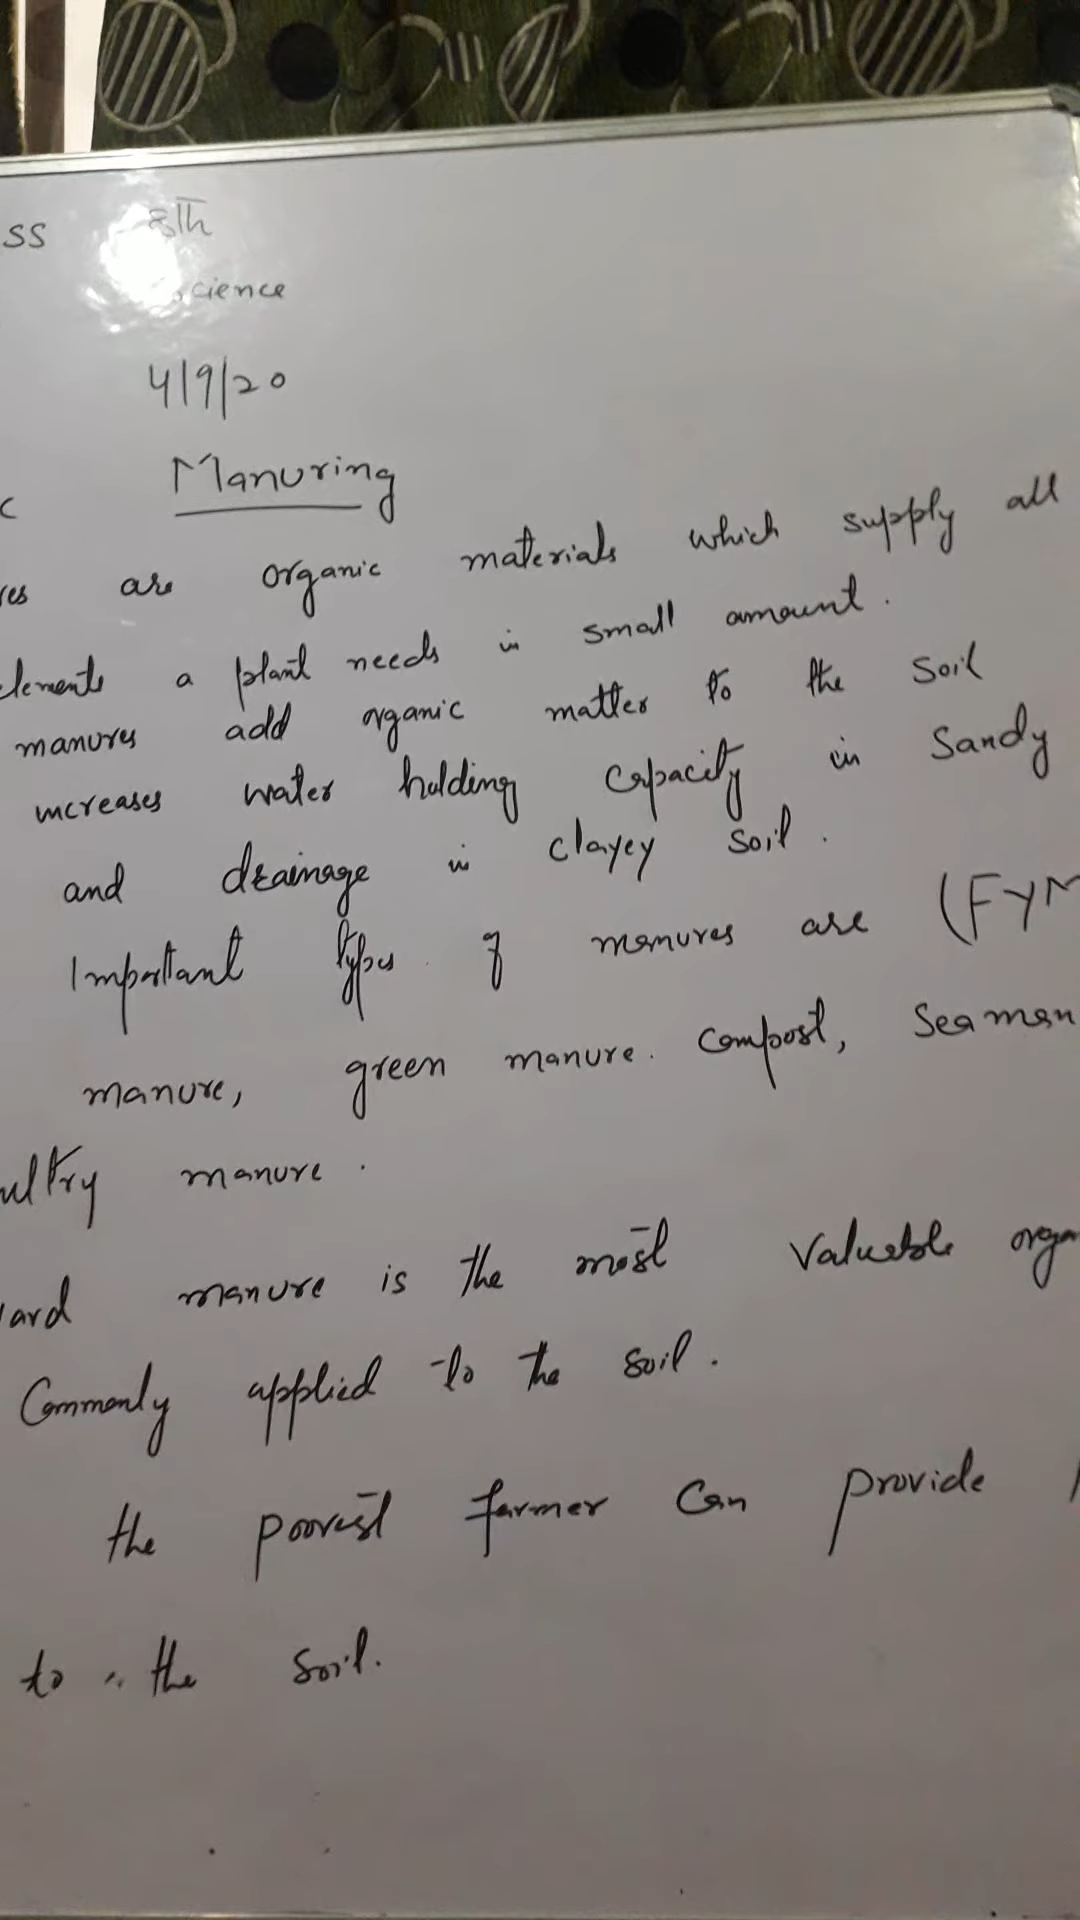 ss 8th
cience
4/9/20
Manuring
c
res are organic materials which supply all
lements a plant needs in small amount.
manures add organic matter to the soil
increases water holding capacity in Sandy
and drainage in clayey soil.
Important types of manures are (FYM
manure, green manure. Compost, Sea man
ultry manure.
ard manure is the most Valuable orga
Commonly applied to the soil.
the poorest farmer Can provide
to the soil.